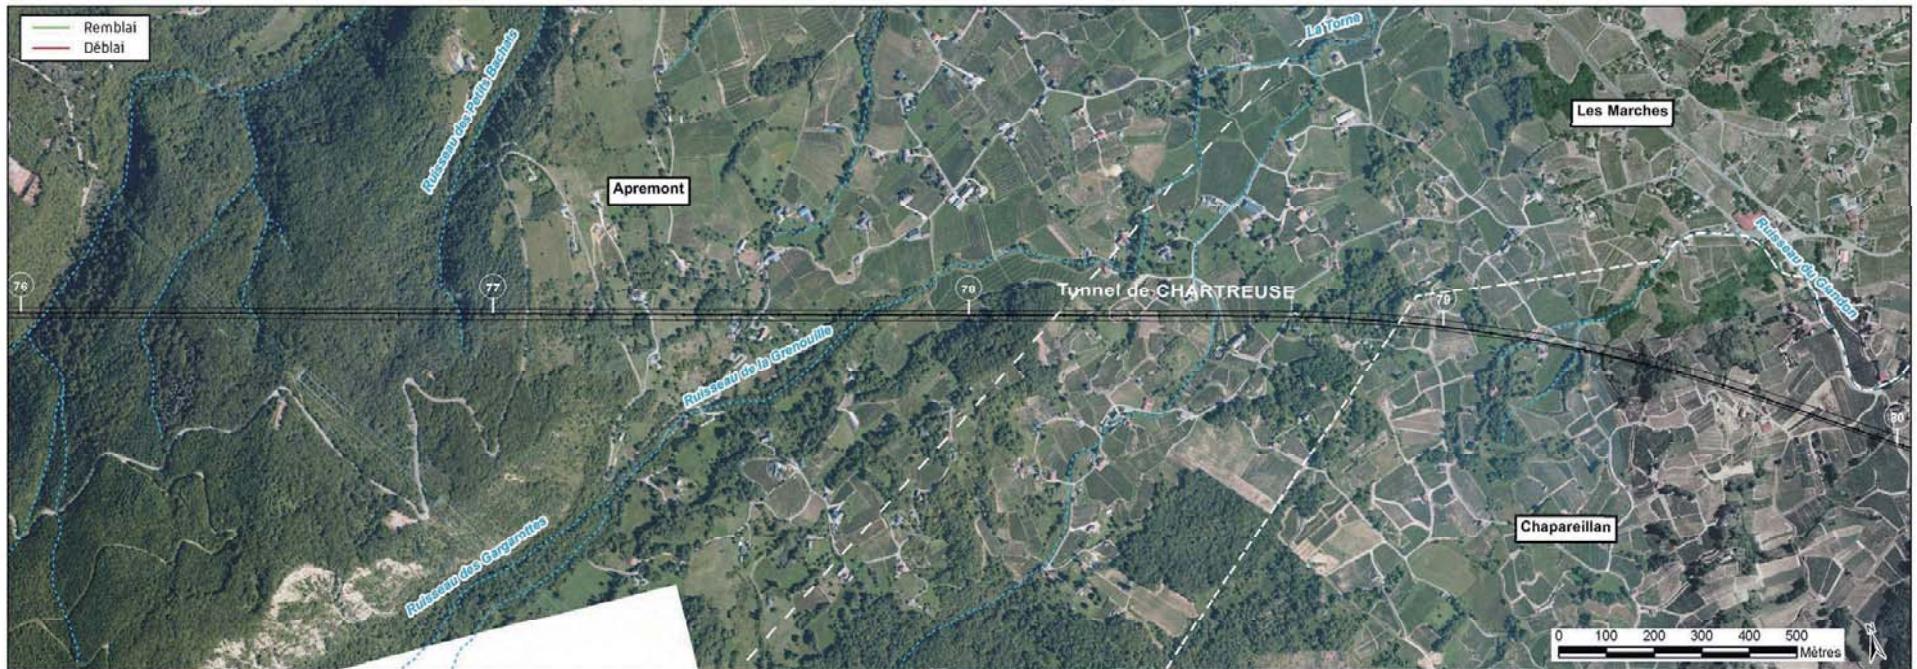 Remblai
Déblai
La Torne
Ruisseau des Petits Bachats
Les Marches
Apremont
Ruisseau du Glandon
76
77
78
Tunnel de CHARTREUSE
79
Ruisseau de la Grenouille
80
Chapareillan
Ruisseau des Gargarottes
0 100 200 300 400 500
Mètres
N